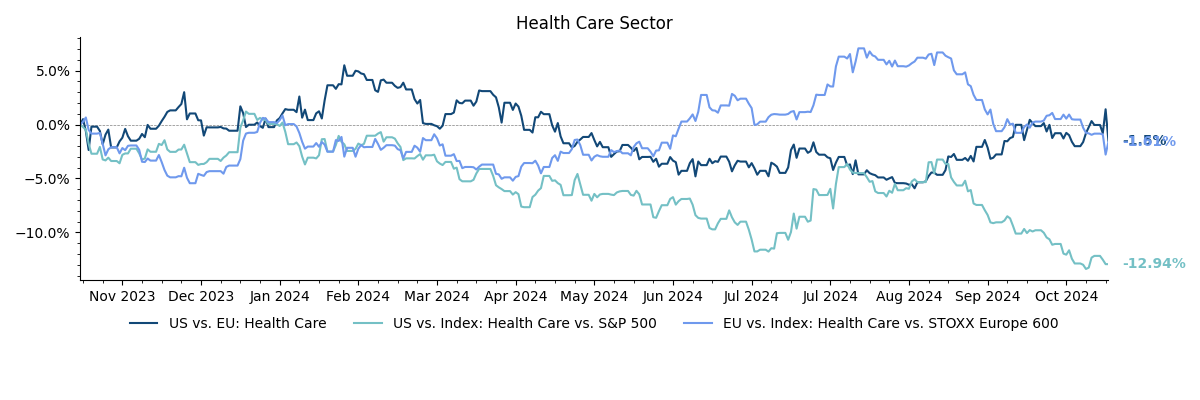 Health Care Sector
5.0%
0.0%
−5.0%
−10.0%
-12.94%
Nov 2023 Dec 2023 Jan 2024 Feb 2024 Mar 2024 Apr 2024 May 2024 Jun 2024 Jul 2024 Jul 2024 Aug 2024 Sep 2024 Oct 2024
US vs. EU: Health Care US vs. Index: Health Care vs. S&P 500 EU vs. Index: Health Care vs. STOXX Europe 600